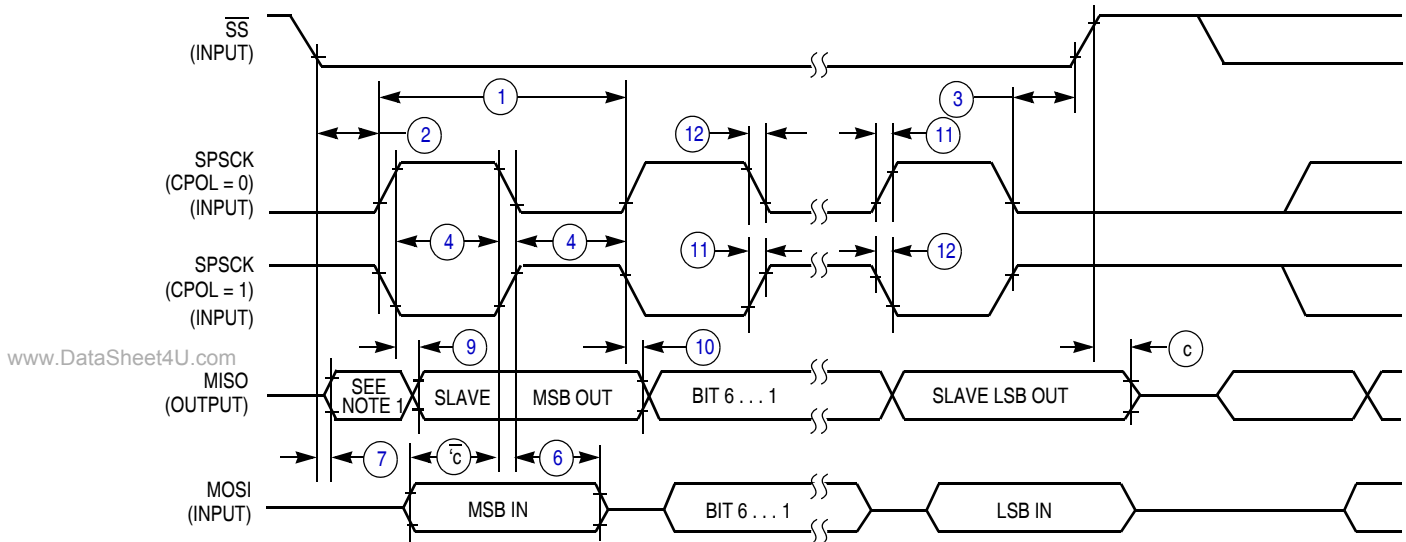 SS
(INPUT)
1
3
2
12
11
SPSCK
(CPOL = 0)
(INPUT)
4
4
11
12
SPSCK
(CPOL = 1)
(INPUT)
www.DataSheet4U.com
9
10
c
MISO
(OUTPUT)
SEE
NOTE 1
SLAVE
MSB OUT
BIT 6 . . . 1
SLAVE LSB OUT
7
6
MOSI
(INPUT)
MSB IN
BIT 6 . . . 1
LSB IN